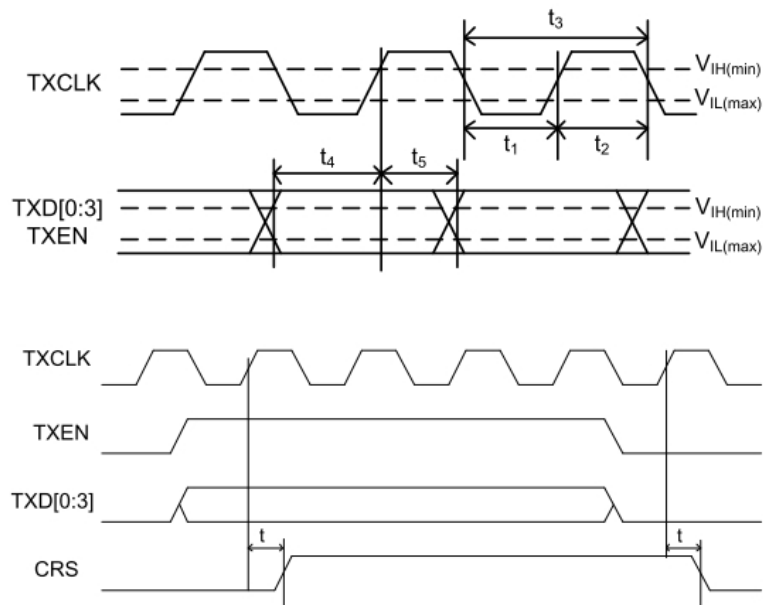 t3
TXCLK
VIH(min)
VIL(max)
t1
t2
t4
t5
TXD[0:3]
TXEN
VIH(min)
VIL(max)
TXCLK
TXEN
TXD[0:3]
t
t
CRS